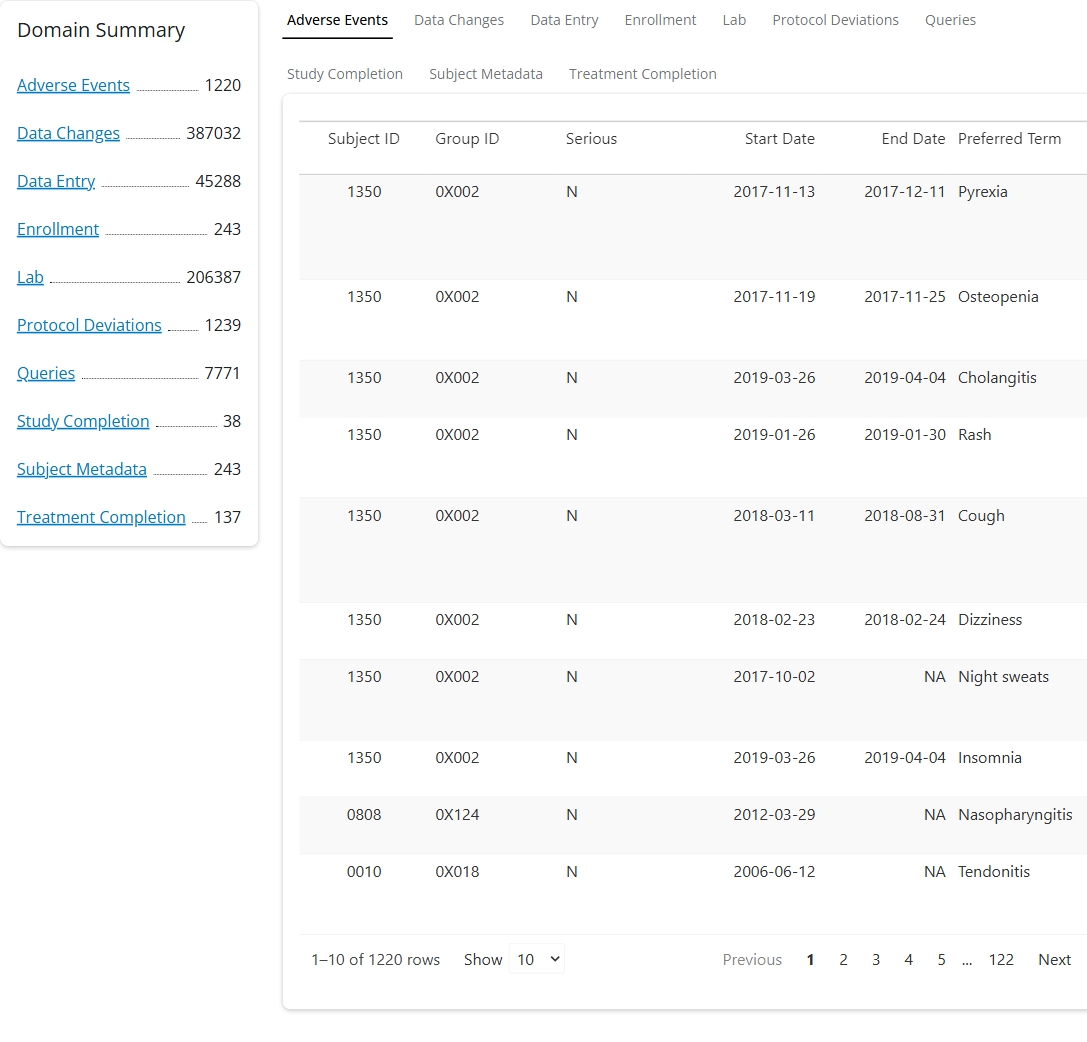 Domain Summary
Adverse Events 1220
Data Changes 387032
Data Entry 45288
Enrollment 243
Lab 206387
Protocol Deviations 1239
Queries 7771
Study Completion 38
Subject Metadata 243
Treatment Completion 137
Adverse Events Data Changes Data Entry Enrollment Lab Protocol Deviations Queries
Study Completion Subject Metadata Treatment Completion
Subject ID Group ID Serious Start Date End Date Preferred Term
1350 0X002 N 2017-11-13 2017-12-11 Pyrexia
1350 0X002 N 2017-11-19 2017-11-25 Osteopenia
1350 0X002 N 2019-03-26 2019-04-04 Cholangitis
1350 0X002 N 2019-01-26 2019-01-30 Rash
1350 0X002 N 2018-03-11 2018-08-31 Cough
1350 0X002 N 2018-02-23 2018-02-24 Dizziness
1350 0X002 N 2017-10-02 NA Night sweats
1350 0X002 N 2019-03-26 2019-04-04 Insomnia
0808 0X124 N 2012-03-29 NA Nasopharyngitis
0010 0X018 N 2006-06-12 NA Tendonitis
1–10 of 1220 rows Show 10 Previous 1 2 3 4 5 ... 122 Next